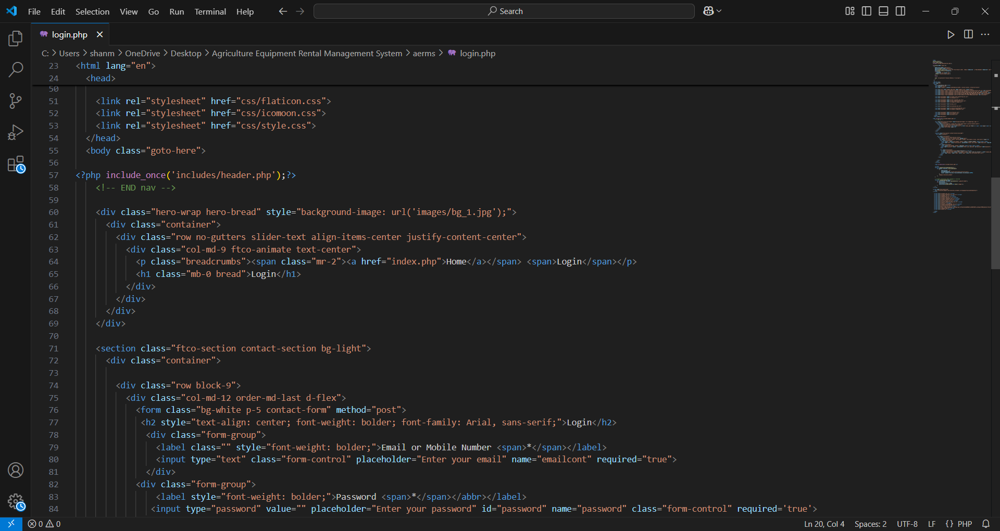 File Edit Selection View Go Run Terminal Help
Search
login.php
C: > Users > shanm > OneDrive > Desktop > Agriculture Equipment Rental Management System > aerms > login.php
23 <html lang="en">
24 <head>
50
51 <link rel="stylesheet" href="css/flaticon.css">
52 <link rel="stylesheet" href="css/icomoon.css">
53 <link rel="stylesheet" href="css/style.css">
54 </head>
55 <body class="goto-here">
56
57 <?php include_once('includes/header.php');?>
58 <!-- END nav -->
59
60 <div class="hero-wrap hero-bread" style="background-image: url('images/bg_1.jpg');">
61 <div class="container">
62 <div class="row no-gutters slider-text align-items-center justify-content-center">
63 <div class="col-md-9 ftco-animate text-center">
64 <p class="breadcrumbs"><span class="mr-2"><a href="index.php">Home</a></span> <span>Login</span></p>
65 <h1 class="mb-0 bread">Login</h1>
66 </div>
67 </div>
68 </div>
69 </div>
70
71 <section class="ftco-section contact-section bg-light">
72 <div class="container">
73
74 <div class="row block-9">
75 <div class="col-md-12 order-md-last d-flex">
76 <form class="bg-white p-5 contact-form" method="post">
77 <h2 style="text-align: center; font-weight: bolder; font-family: Arial, sans-serif;">Login</h2>
78 <div class="form-group">
79 <label class="" style="font-weight: bolder;">Email or Mobile Number <span>*</span></label>
80 <input type="text" class="form-control" placeholder="Enter your email" name="emailcont" required="true">
81 </div>
82 <div class="form-group">
83 <label style="font-weight: bolder;">Password <span>*</span></abbr></label>
84 <input type="password" value="" placeholder="Enter your password" id="password" name="password" class="form-control" required='true'>
0 0 Ln 20, Col 4 Spaces: 2 UTF-8 LF {} PHP